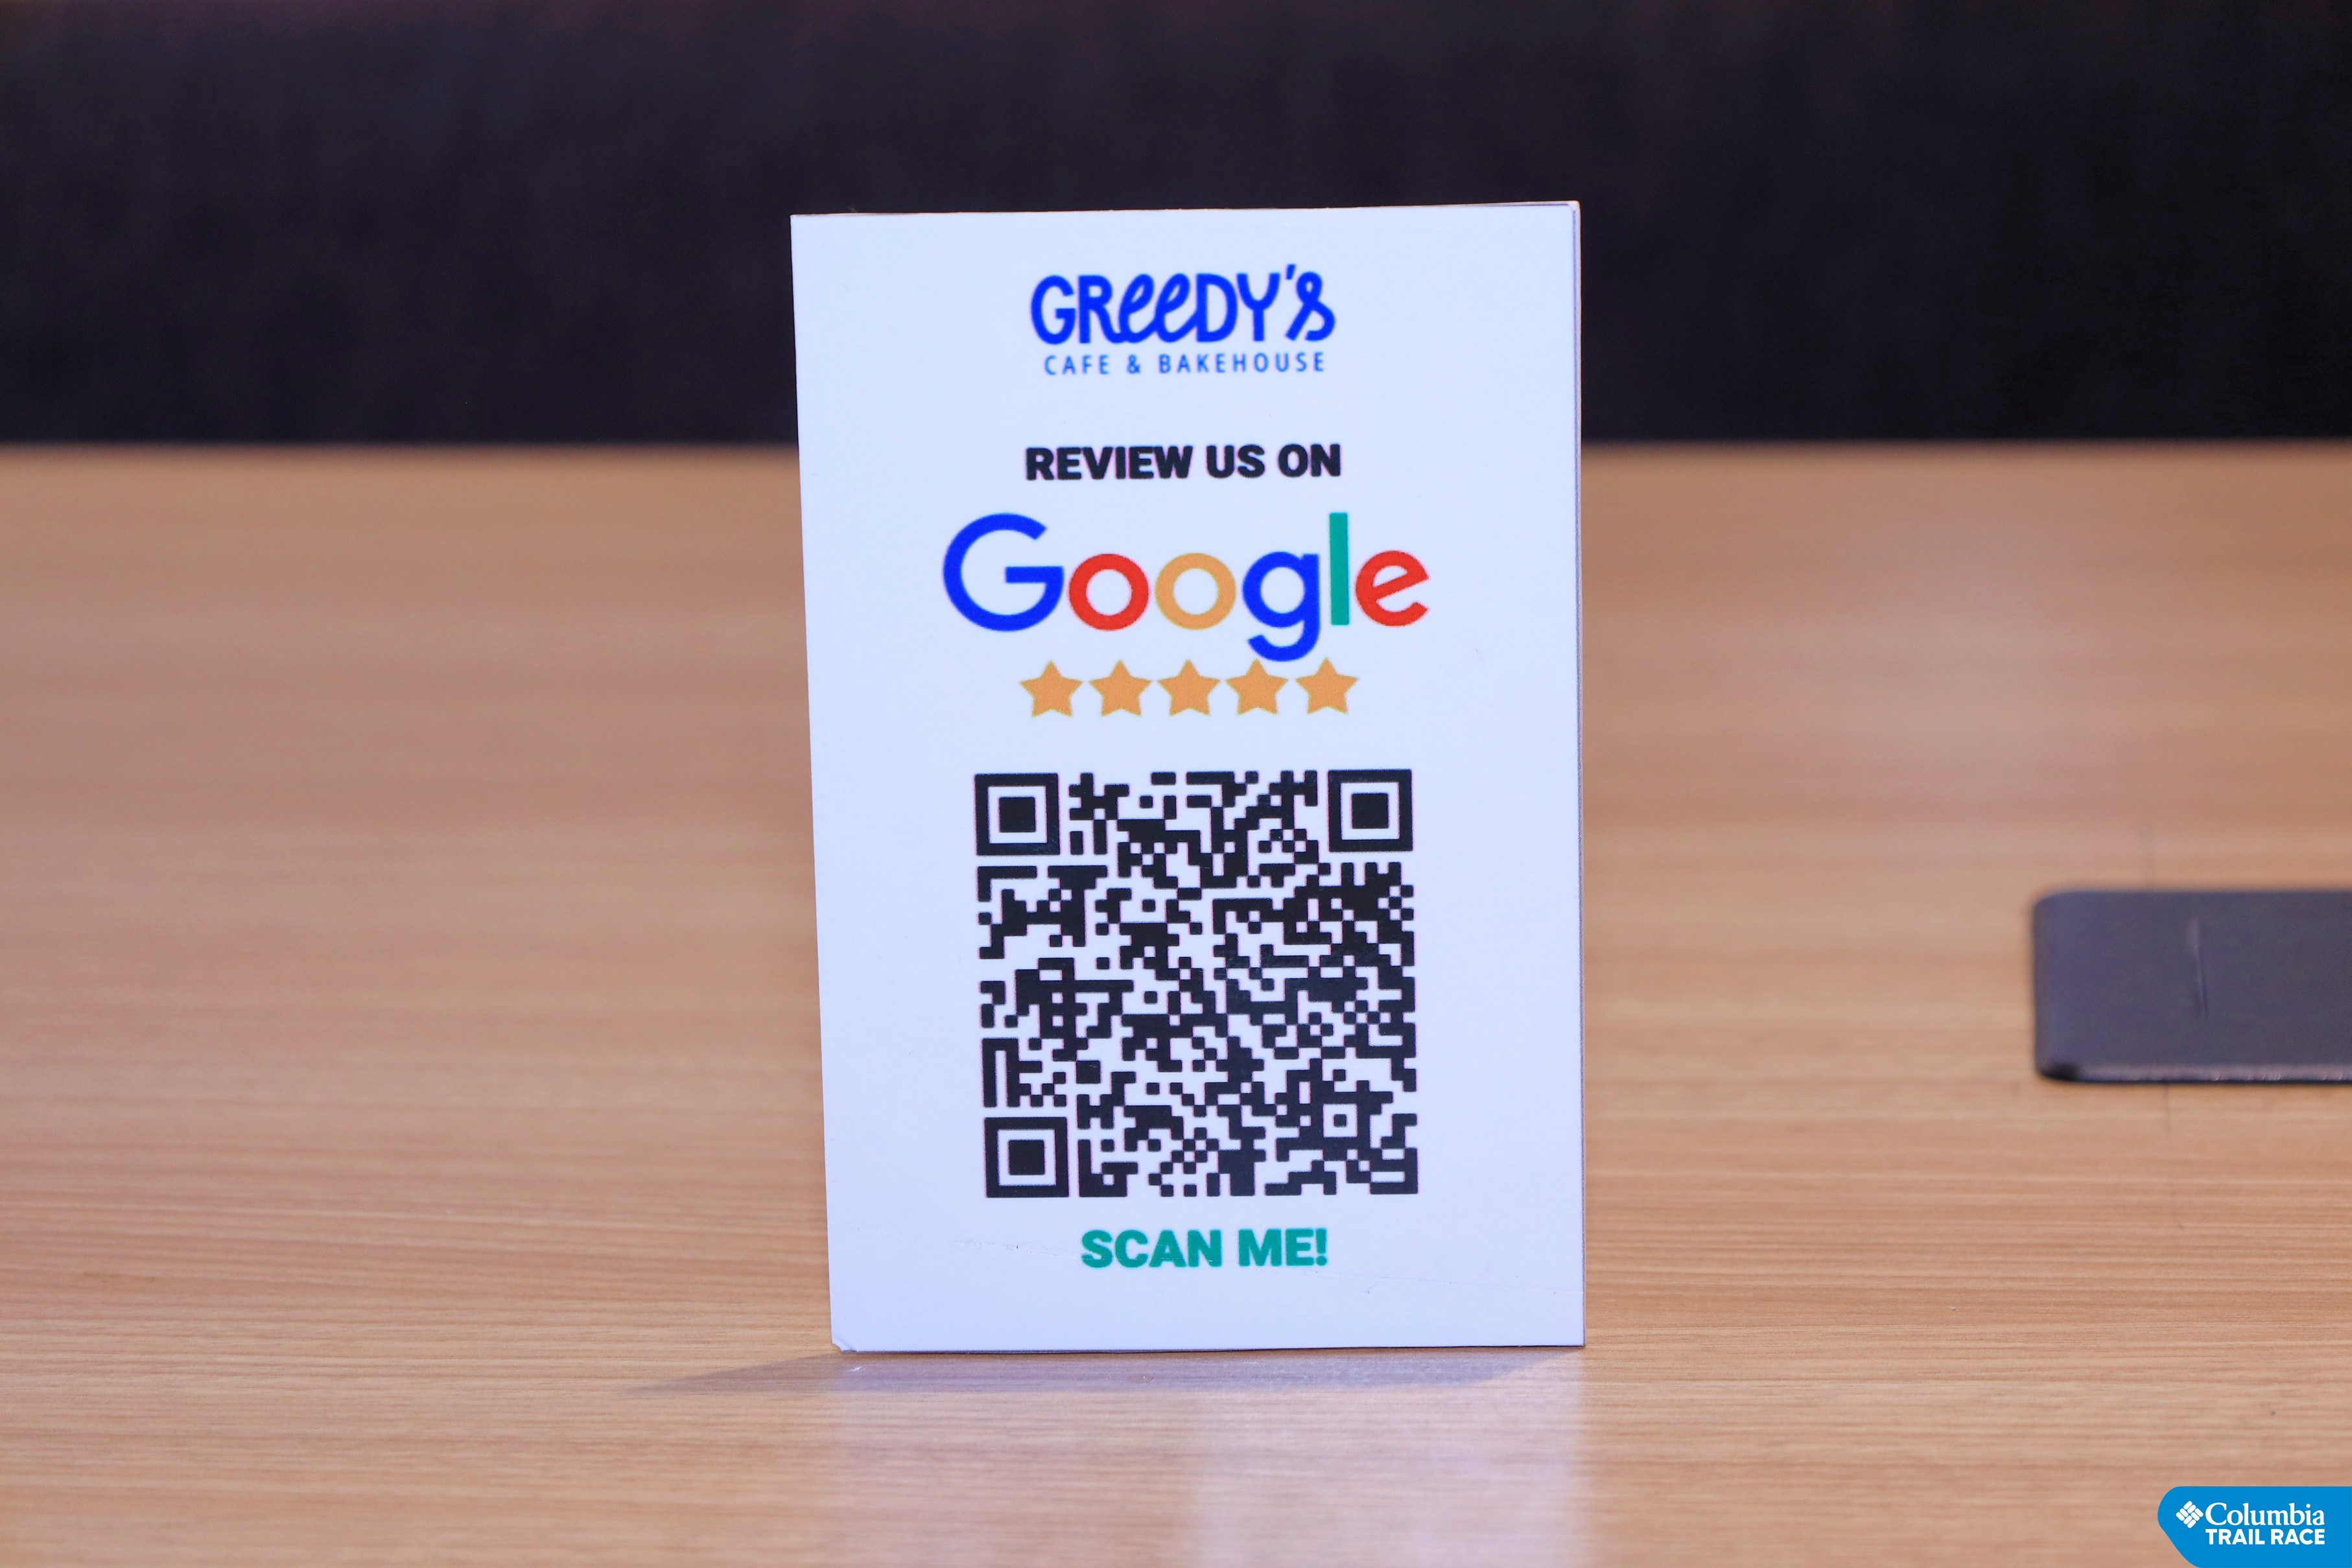 GREEDY'S
CAFE & BAKEHOUSE
REVIEW US ON
Google
SCAN ME!
Columbia
TRAIL RACE